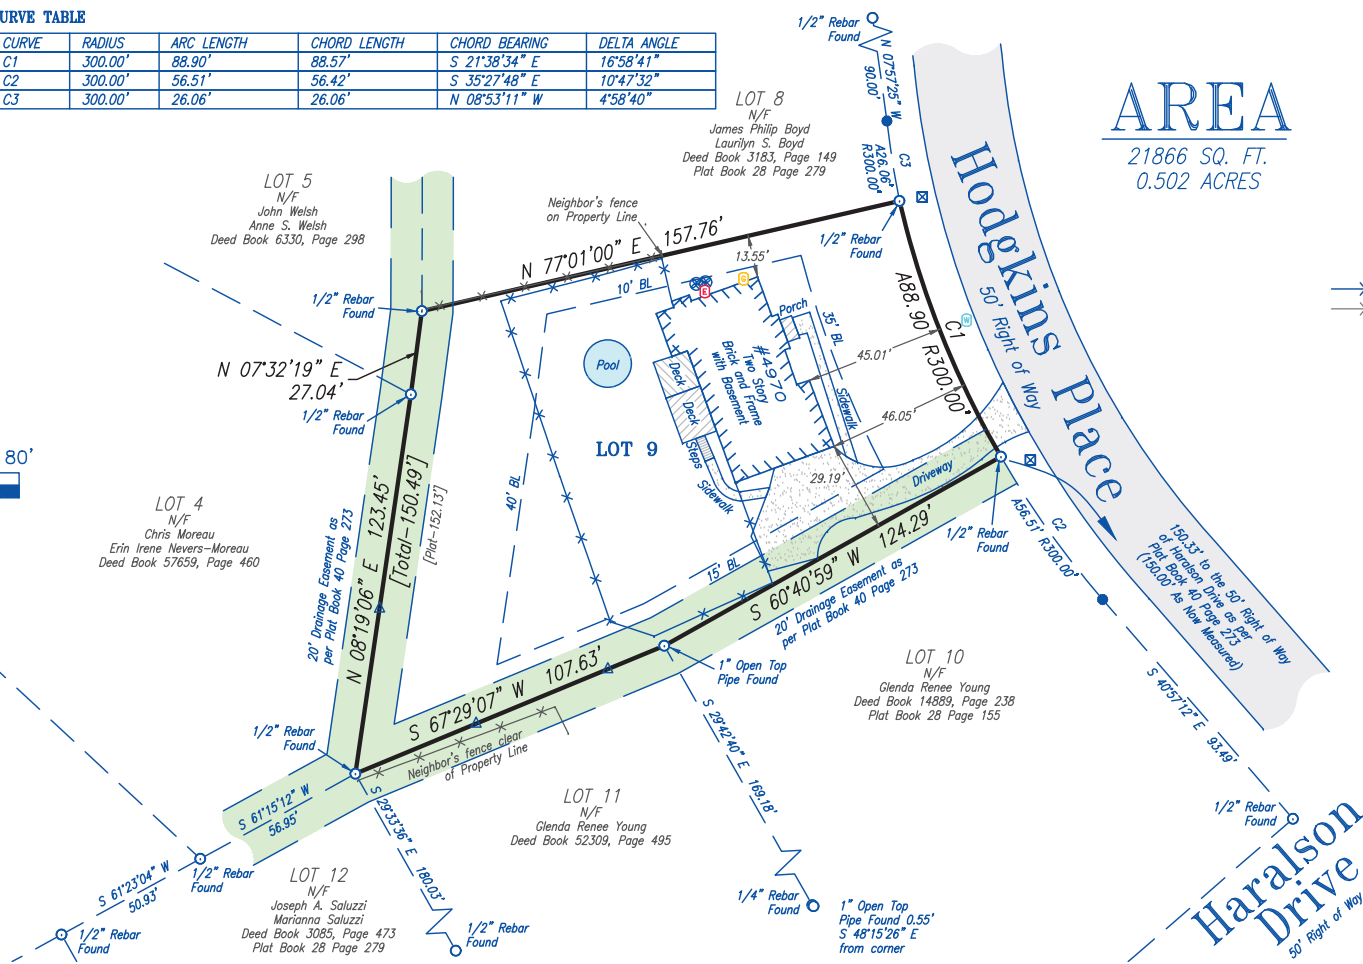 URVE TABLE
CURVE RADIUS ARC LENGTH CHORD LENGTH CHORD BEARING DELTA ANGLE
C1 300.00' 88.90' 88.57' S 21°38'34" E 16°58'41"
C2 300.00' 56.51' 56.42' S 35°27'48" E 10°47'32"
C3 300.00' 26.06' 26.06' N 08°53'11" W 4°58'40"
1/2" Rebar
Found
N 07°57'25" W
90.00'
C3
A26.06'
R300.00'
AREA
21866 SQ. FT.
0.502 ACRES
LOT 8
N/F
James Philip Boyd
Laurilyn S. Boyd
Deed Book 3183, Page 149
Plat Book 28 Page 279
LOT 5
N/F
John Welsh
Anne S. Welsh
Deed Book 6330, Page 298
Neighbor's fence
on Property Line
N 77°01'00" E 157.76'
1/2" Rebar
Found
13.55'
1/2" Rebar
Found
10' BL
E
G
W
Porch
35' BL
Hodgkins Place
50' Right of Way
A88.90' R300.00'
C1
N 07°32'19" E
27.04'
1/2" Rebar
Found
Pool
Deck
Deck
Steps
#4970
Two Story
Brick and Frame
with Basement
45.01'
46.05'
Sidewalk
LOT 9
80'
[Total-150.49']
[Plat-152.13']
40' BL
Sidewalk
29.19'
Driveway
1/2" Rebar
Found
LOT 4
N/F
Chris Moreau
Erin Irene Nevers-Moreau
Deed Book 57659, Page 460
20' Drainage Easement as
per Plat Book 40 Page 273
N 08°19'06" E 123.45'
15' BL
S 60°40'59" W 124.29'
20' Drainage Easement as
per Plat Book 40 Page 273
C2
A56.51' R300.00'
150.33' to the 50' Right of Way
of Haralson Drive as per
Plat Book 40 Page 273
(150.00' As Now Measured)
S 67°29'07" W 107.63'
1" Open Top
Pipe Found
LOT 10
N/F
Glenda Renee Young
Deed Book 14889, Page 238
Plat Book 28 Page 155
S 40°57'12" E 93.49'
1/2" Rebar
Found
Neighbor's fence clear
of Property Line
S 29°42'40" E 169.18'
LOT 11
N/F
Glenda Renee Young
Deed Book 52309, Page 495
1/2" Rebar
Found
S 61°15'12" W
56.95'
S 29°33'36" E 180.03'
1/2" Rebar
Found
S 61°23'04" W
50.93'
1/2" Rebar
Found
LOT 12
N/F
Joseph A. Saluzzi
Marianna Saluzzi
Deed Book 3085, Page 473
Plat Book 28 Page 279
1/2" Rebar
Found
1/4" Rebar
Found
1" Open Top
Pipe Found 0.55'
S 48°15'26" E
from corner
1/2" Rebar
Found
Haralson
Drive
50' Right of Way